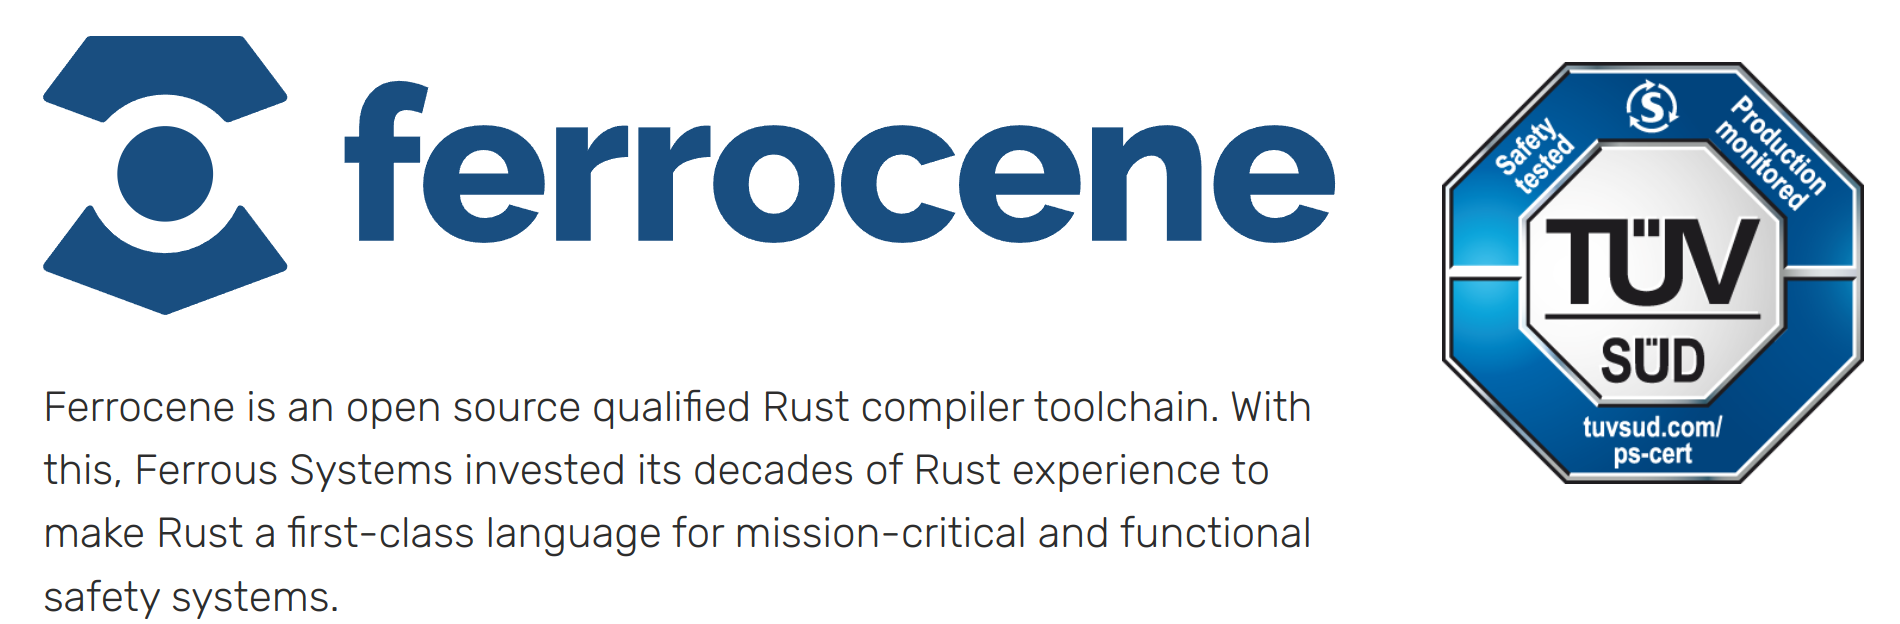 ferrocene
Ferrocene is an open source qualified Rust compiler toolchain. With
this, Ferrous Systems invested its decades of Rust experience to
make Rust a first-class language for mission-critical and functional
safety systems.
Safety
tested
S
Production
monitored
TÜV
SÜD
tuvsud.com/
ps-cert